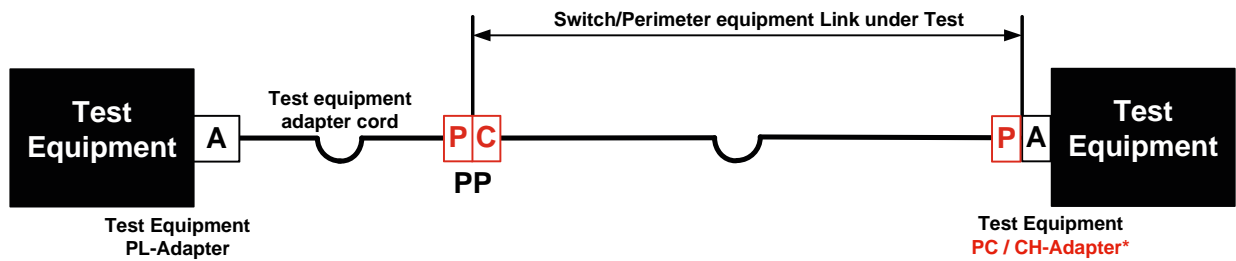 Switch/Perimeter equipment Link under Test
Test
Equipment
A
Test equipment
adapter cord
P C
PP
P A
Test
Equipment
Test Equipment
PL-Adapter
Test Equipment
PC / CH-Adapter*